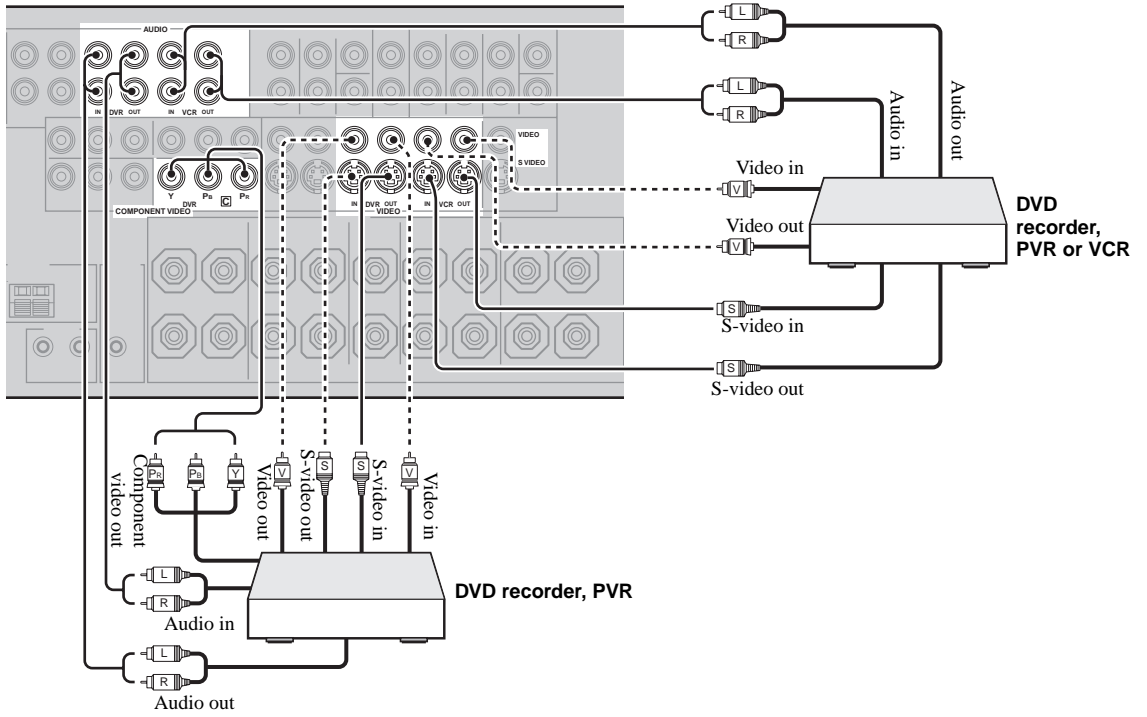 AUDIO
IN DVR OUT IN VCR OUT
VIDEO
S VIDEO
Y PB PR
DVR C
COMPONENT VIDEO
IN DVR OUT IN VCR OUT
VIDEO
L
R
L
R
Audio in
Audio out
Video in
V
Video out
V
DVD
recorder,
PVR or VCR
S
S-video in
S
S-video out
PR
PB
Y
V
S
S
V
Component
video out
Video out
S-video out
S-video in
Video in
L
R
Audio in
DVD recorder, PVR
L
R
Audio out